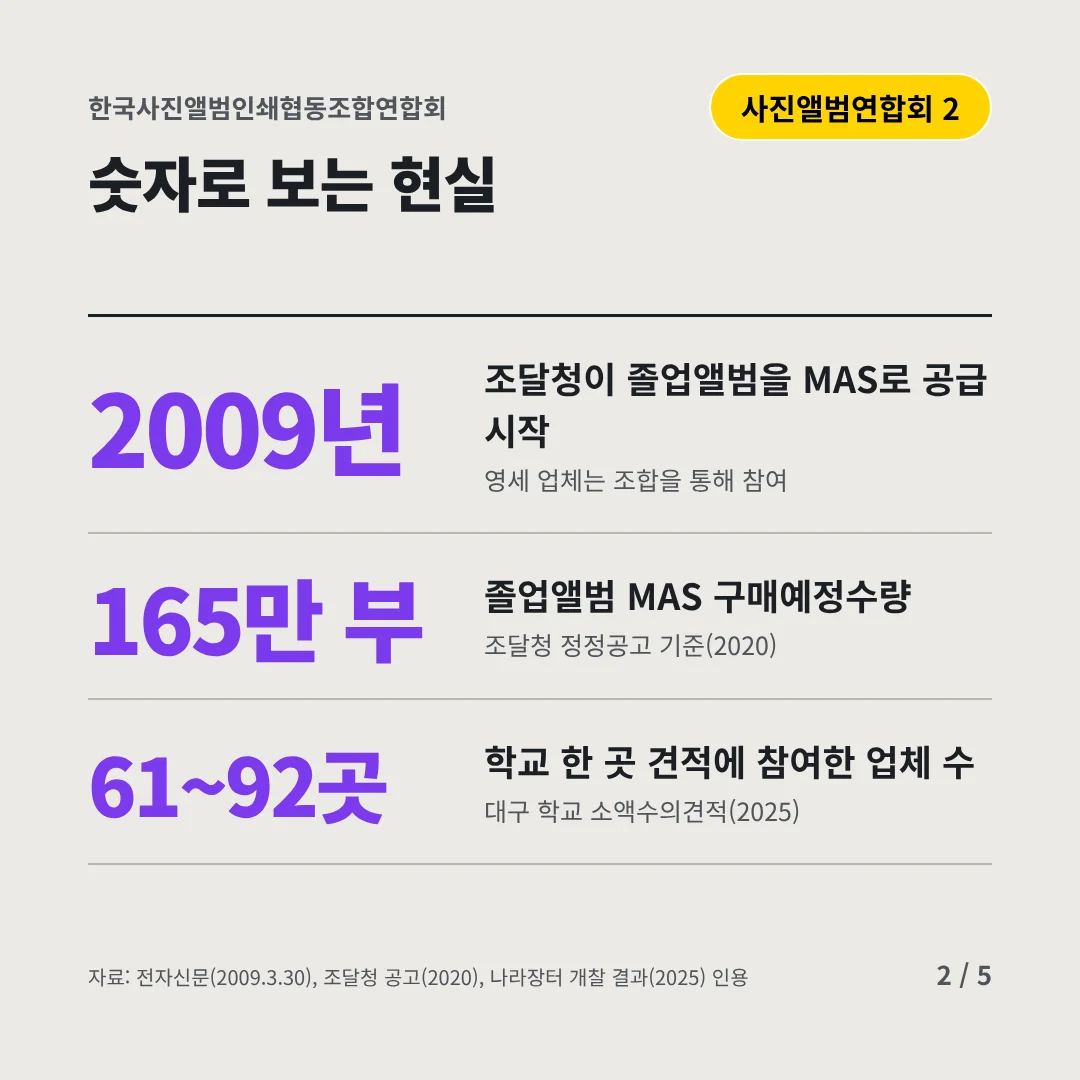 한국사진앨범인쇄협동조합연합회
사진앨범연합회 2
숫자로 보는 현실
2009년
조달청이 졸업앨범을 MAS로 공급
시작
영세 업체는 조합을 통해 참여
165만 부
졸업앨범 MAS 구매예정수량
조달청 정정공고 기준(2020)
61~92곳
학교 한 곳 견적에 참여한 업체 수
대구 학교 소액수의견적(2025)
자료: 전자신문(2009.3.30), 조달청 공고(2020), 나라장터 개찰 결과(2025) 인용
2 / 5